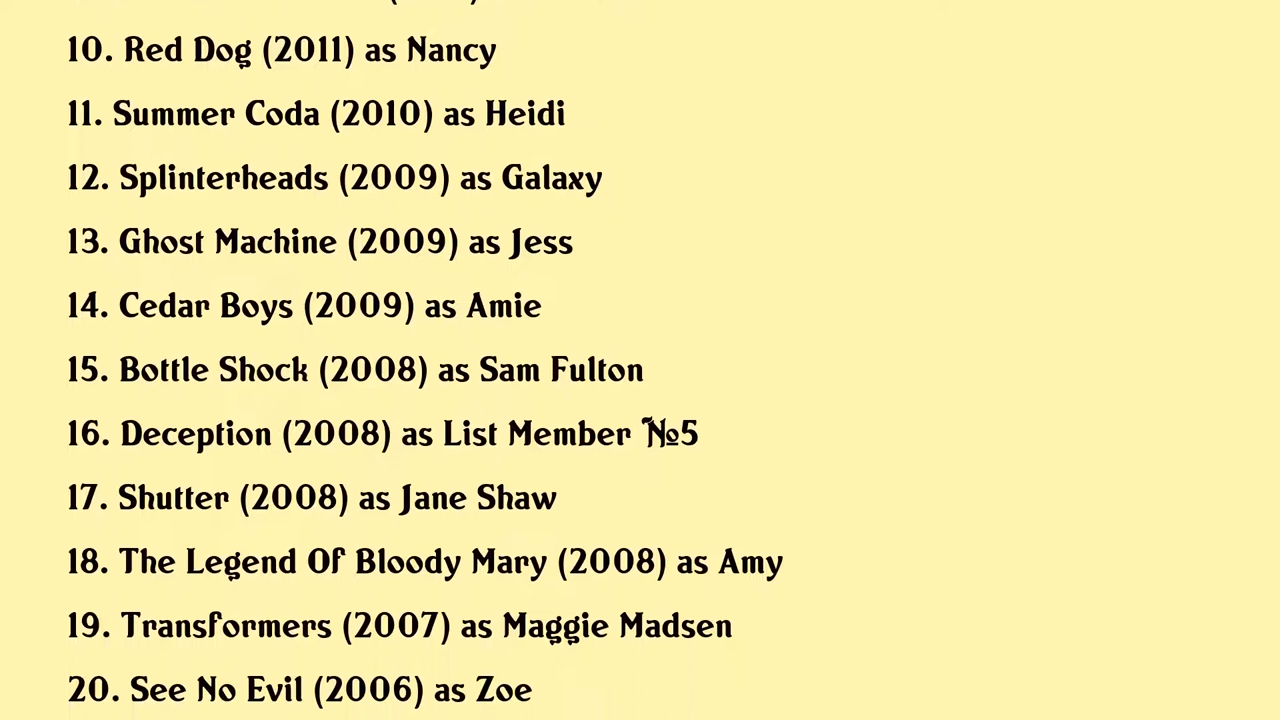 10. Red Dog (2011) as Nancy
11. Summer Coda (2010) as Heidi
12. Splinterheads (2009) as Galaxy
13. Ghost Machine (2009) as Jess
14. Cedar Boys (2009) as Amie
15. Bottle Shock (2008) as Sam Fulton
16. Deception (2008) as List Member №5
17. Shutter (2008) as Jane Shaw
18. The Legend Of Bloody Mary (2008) as Amy
19. Transformers (2007) as Maggie Madsen
20. See No Evil (2006) as Zoe